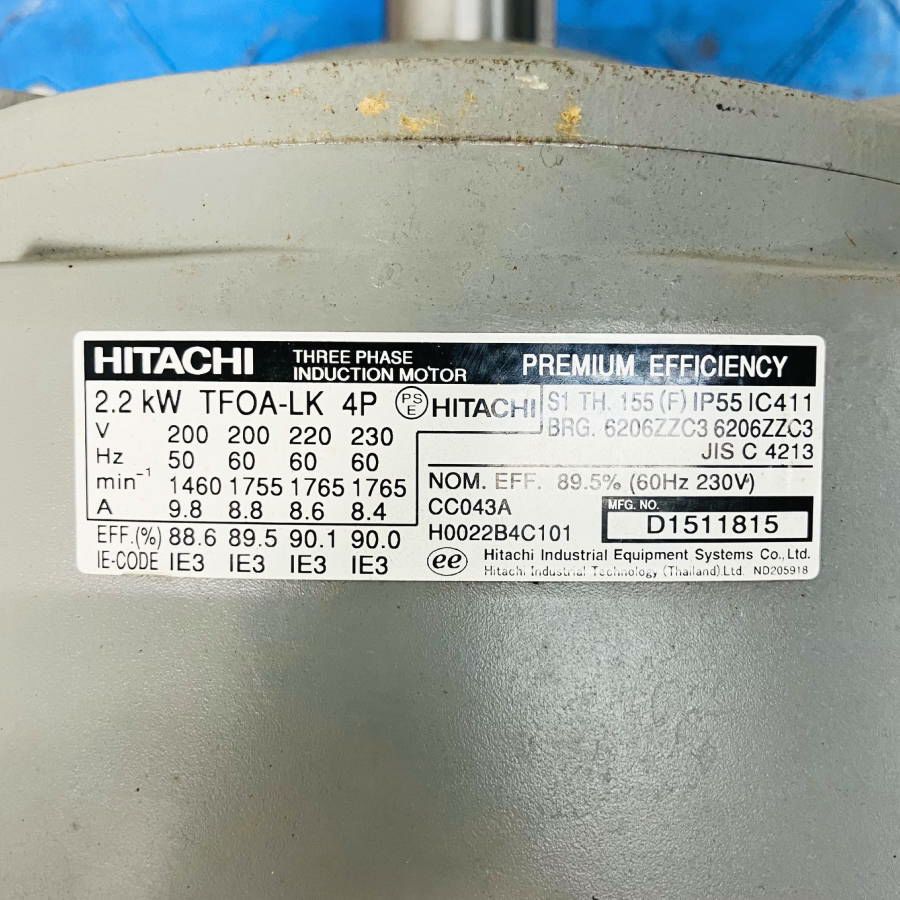 HITACHI THREE PHASE INDUCTION MOTOR PREMIUM EFFICIENCY
2.2 kW TFOA-LK 4P PSE HITACHI S1 TH. 155 (F) IP55 IC411
BRG. 6206ZZC3 6206ZZC3
JIS C 4213
V 200 200 220 230
Hz 50 60 60 60
min⁻¹ 1460 1755 1765 1765
A 9.8 8.8 8.6 8.4
EFF.(%) 88.6 89.5 90.1 90.0
IE-CODE IE3 IE3 IE3 IE3
NOM. EFF. 89.5% (60Hz 230V)
CC043A
H0022B4C101
MFG. NO. D1511815
ee Hitachi Industrial Equipment Systems Co., Ltd.
Hitachi Industrial Technology (Thailand).Ltd. ND205918